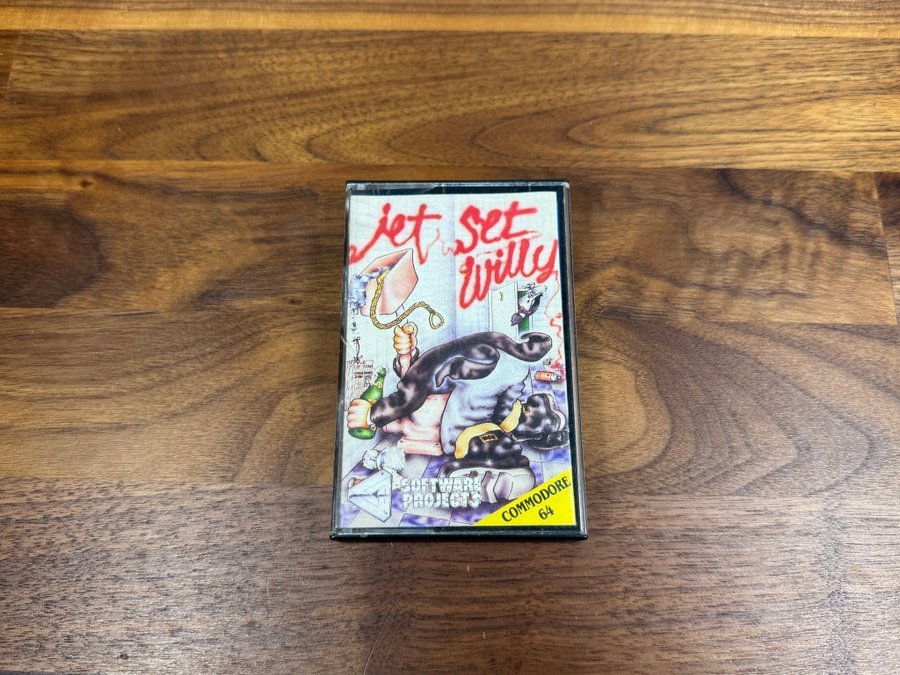 jet set
willy
SOFTWARE
PROJECTS
COMMODORE
64